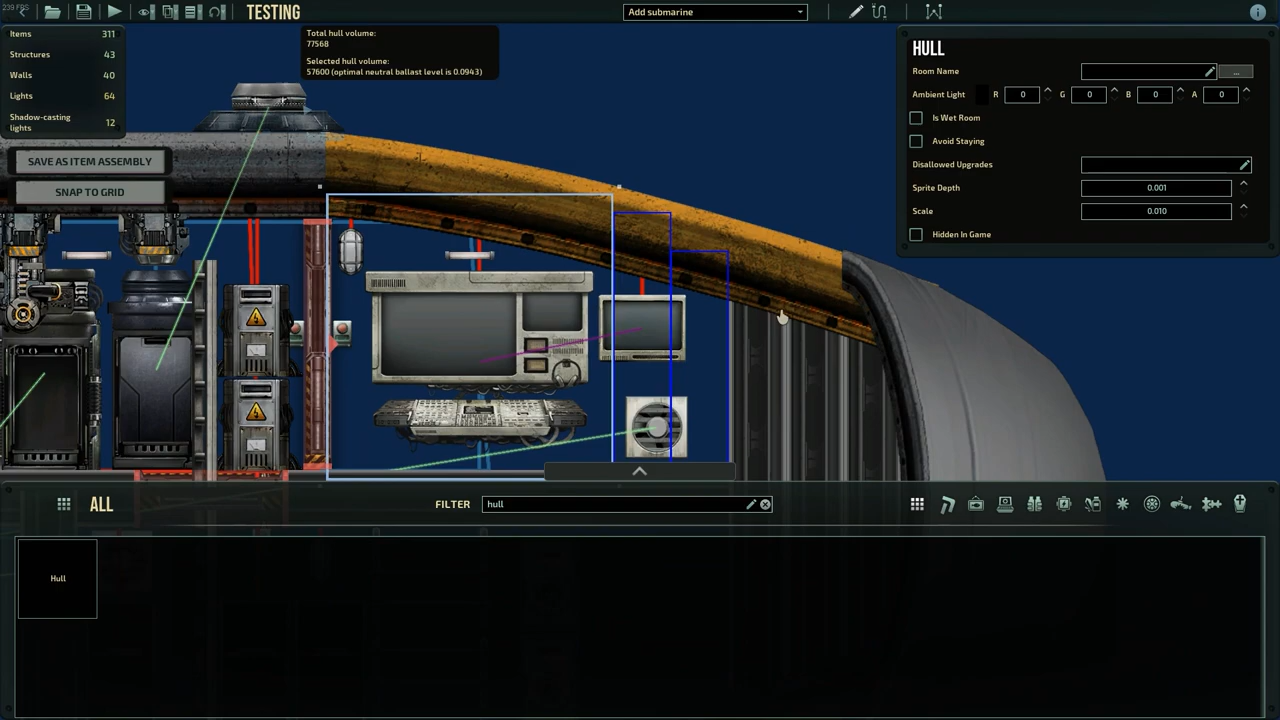 239 FPS
TESTING
Add submarine
Items 311
Structures 43
Walls 40
Lights 64
Shadow-casting
lights 12
Total hull volume:
77568
Selected hull volume:
57600 (optimal neutral ballast level is 0.0943)
SAVE AS ITEM ASSEMBLY
SNAP TO GRID
HULL
Room Name ...
Ambient Light R 0 G 0 B 0 A 0
Is Wet Room
Avoid Staying
Disallowed Upgrades
Sprite Depth 0.001
Scale 0.010
Hidden In Game
ALL
FILTER hull
Hull